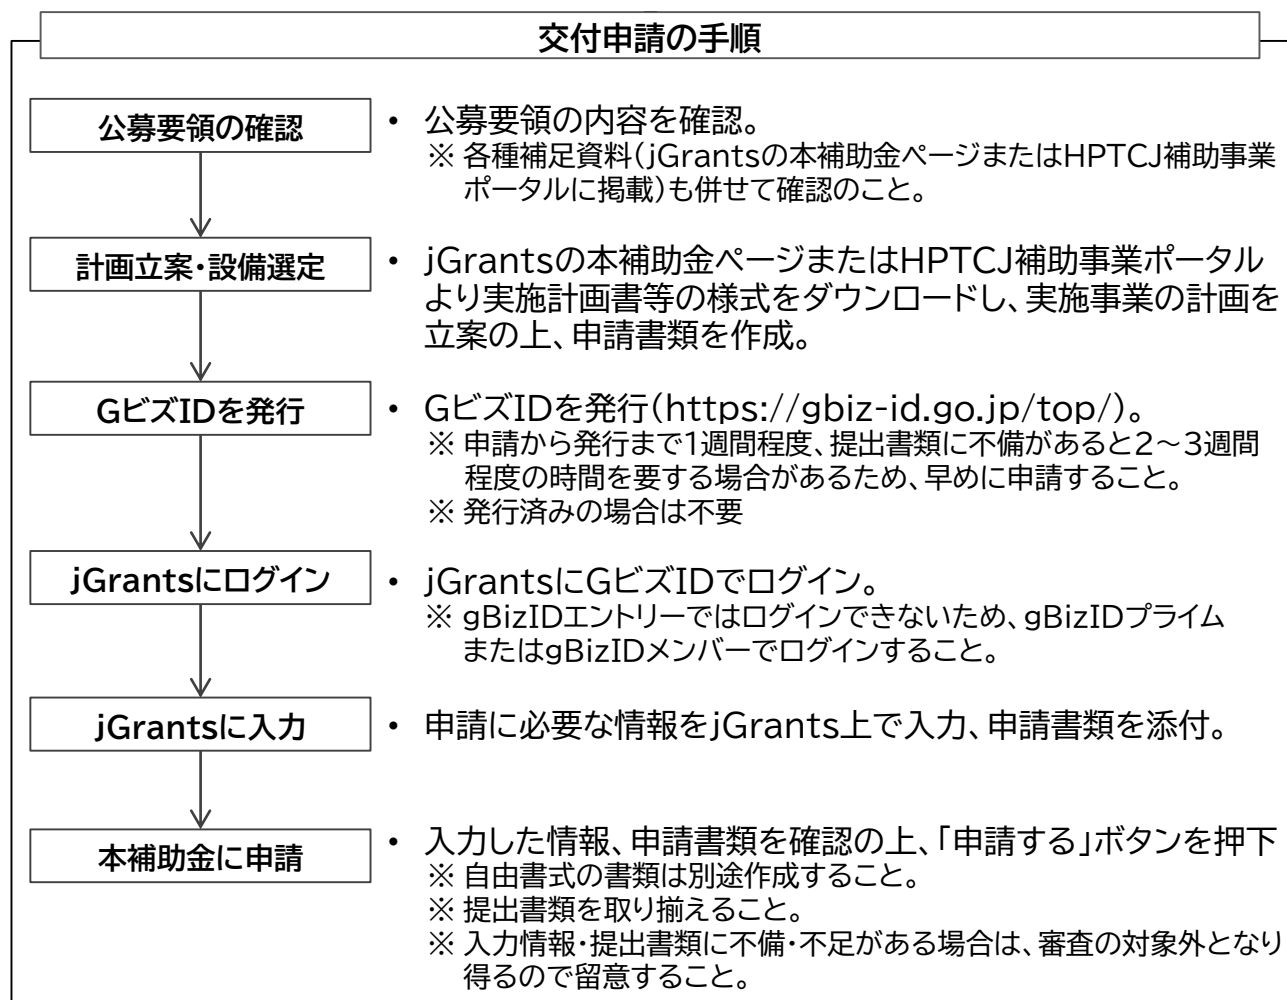 交付申請の手順
公募要領の確認
• 公募要領の内容を確認。
※ 各種補足資料(jGrantsの本補助金ページまたはHPTCJ補助事業
ポータルに掲載)も併せて確認のこと。
計画立案・設備選定
• jGrantsの本補助金ページまたはHPTCJ補助事業ポータル
より実施計画書等の様式をダウンロードし、実施事業の計画を
立案の上、申請書類を作成。
GビズIDを発行
• GビズIDを発行(https://gbiz-id.go.jp/top/)。
※ 申請から発行まで1週間程度、提出書類に不備があると2～3週間
程度の時間を要する場合があるため、早めに申請すること。
※ 発行済みの場合は不要
jGrantsにログイン
• jGrantsにGビズIDでログイン。
※ gBizIDエントリーではログインできないため、gBizIDプライム
またはgBizIDメンバーでログインすること。
jGrantsに入力
• 申請に必要な情報をjGrants上で入力、申請書類を添付。
本補助金に申請
• 入力した情報、申請書類を確認の上、「申請する」ボタンを押下
※ 自由書式の書類は別途作成すること。
※ 提出書類を取り揃えること。
※ 入力情報・提出書類に不備・不足がある場合は、審査の対象外となり
得るので留意すること。